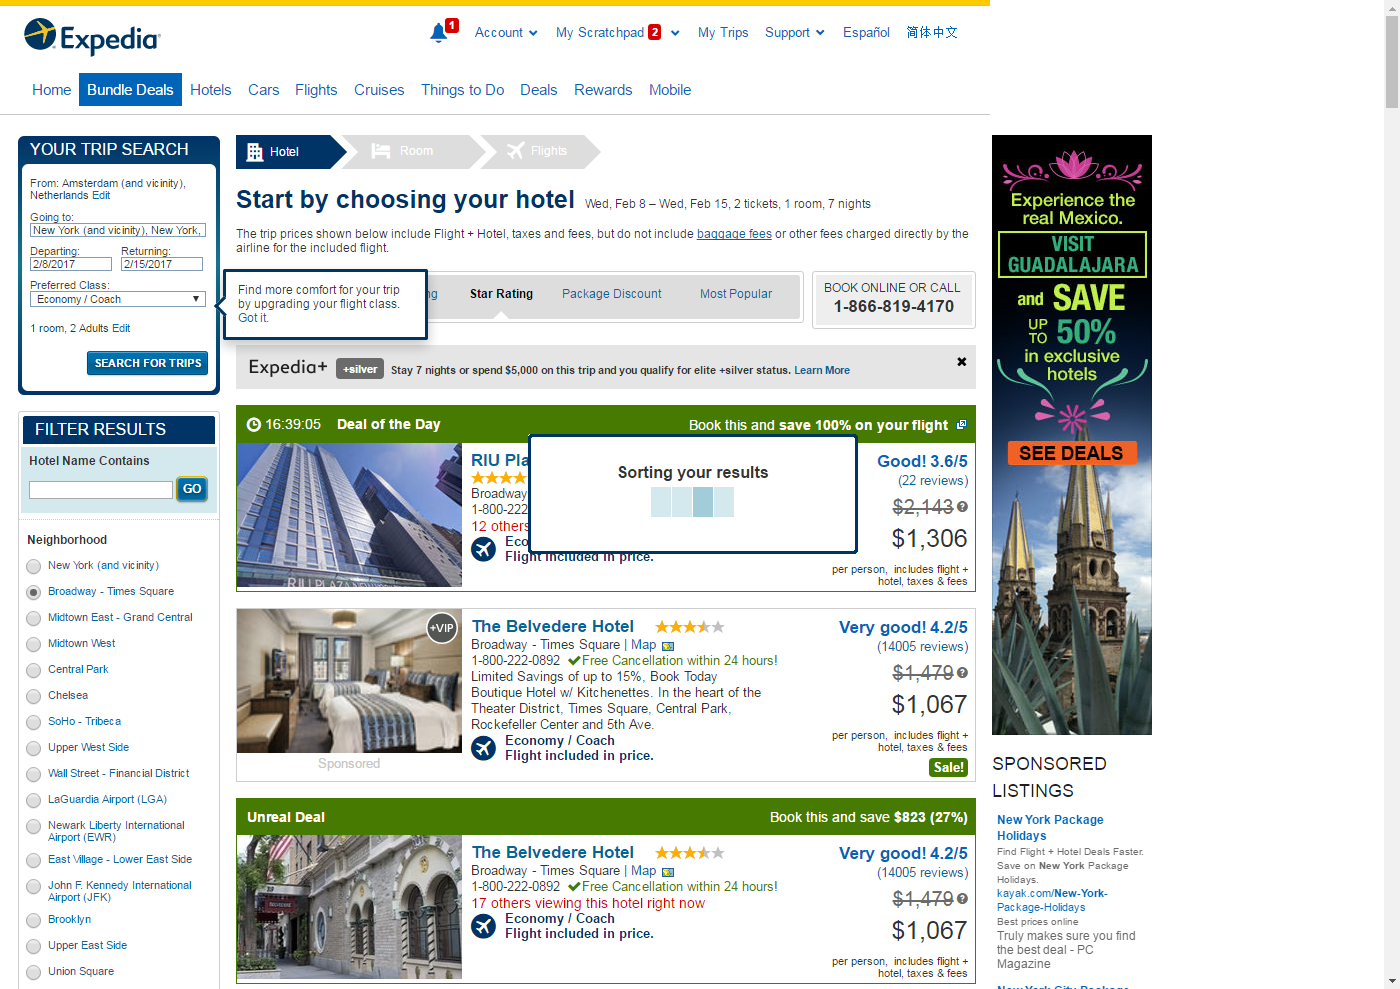 Expedia
1
Account
My Scratchpad 2
My Trips
Support
Español
简体中文
Home
Bundle Deals
Hotels
Cars
Flights
Cruises
Things to Do
Deals
Rewards
Mobile
YOUR TRIP SEARCH
From: Amsterdam (and vicinity),
Netherlands Edit
Going to:
New York (and vicinity), New York,
Departing:
Returning:
2/8/2017
2/15/2017
Preferred Class:
Economy / Coach
1 room, 2 Adults Edit
SEARCH FOR TRIPS
Hotel
Room
Flights
Start by choosing your hotel
Wed, Feb 8 – Wed, Feb 15, 2 tickets, 1 room, 7 nights
The trip prices shown below include Flight + Hotel, taxes and fees, but do not include baggage fees or other fees charged directly by the
airline for the included flight.
Find more comfort for your trip
by upgrading your flight class.
Got it.
ng
Star Rating
Package Discount
Most Popular
BOOK ONLINE OR CALL
1-866-819-4170
Expedia+
+silver
Stay 7 nights or spend $5,000 on this trip and you qualify for elite +silver status. Learn More
FILTER RESULTS
Hotel Name Contains
GO
Neighborhood
New York (and vicinity)
Broadway - Times Square
Midtown East - Grand Central
Midtown West
Central Park
Chelsea
SoHo - Tribeca
Upper West Side
Wall Street - Financial District
LaGuardia Airport (LGA)
Newark Liberty International
Airport (EWR)
East Village - Lower East Side
John F. Kennedy International
Airport (JFK)
Brooklyn
Upper East Side
Union Square
16:39:05
Deal of the Day
Book this and save 100% on your flight
RIU PLAZA
RIU Pla
Broadway
1-800-222
12 others
Eco
Flight included in price.
Sorting your results
Good! 3.6/5
(22 reviews)
$2,143
$1,306
per person, includes flight +
hotel, taxes & fees
+VIP
Sponsored
The Belvedere Hotel
Broadway - Times Square | Map
1-800-222-0892 Free Cancellation within 24 hours!
Limited Savings of up to 15%, Book Today
Boutique Hotel w/ Kitchenettes. In the heart of the
Theater District, Times Square, Central Park,
Rockefeller Center and 5th Ave.
Economy / Coach
Flight included in price.
Very good! 4.2/5
(14005 reviews)
$1,479
$1,067
per person, includes flight +
hotel, taxes & fees
Sale!
Unreal Deal
Book this and save $823 (27%)
The Belvedere Hotel
Broadway - Times Square | Map
1-800-222-0892 Free Cancellation within 24 hours!
17 others viewing this hotel right now
Economy / Coach
Flight included in price.
Very good! 4.2/5
(14005 reviews)
$1,479
$1,067
per person, includes flight +
hotel, taxes & fees
Experience the
real Mexico.
VISIT
GUADALAJARA
and SAVE
UP TO 50%
in exclusive
hotels
SEE DEALS
SPONSORED
LISTINGS
New York Package
Holidays
Find Flight + Hotel Deals Faster.
Save on New York Package
Holidays.
kayak.com/New-York-
Package-Holidays
Best prices online
Truly makes sure you find
the best deal - PC
Magazine
New York City Package